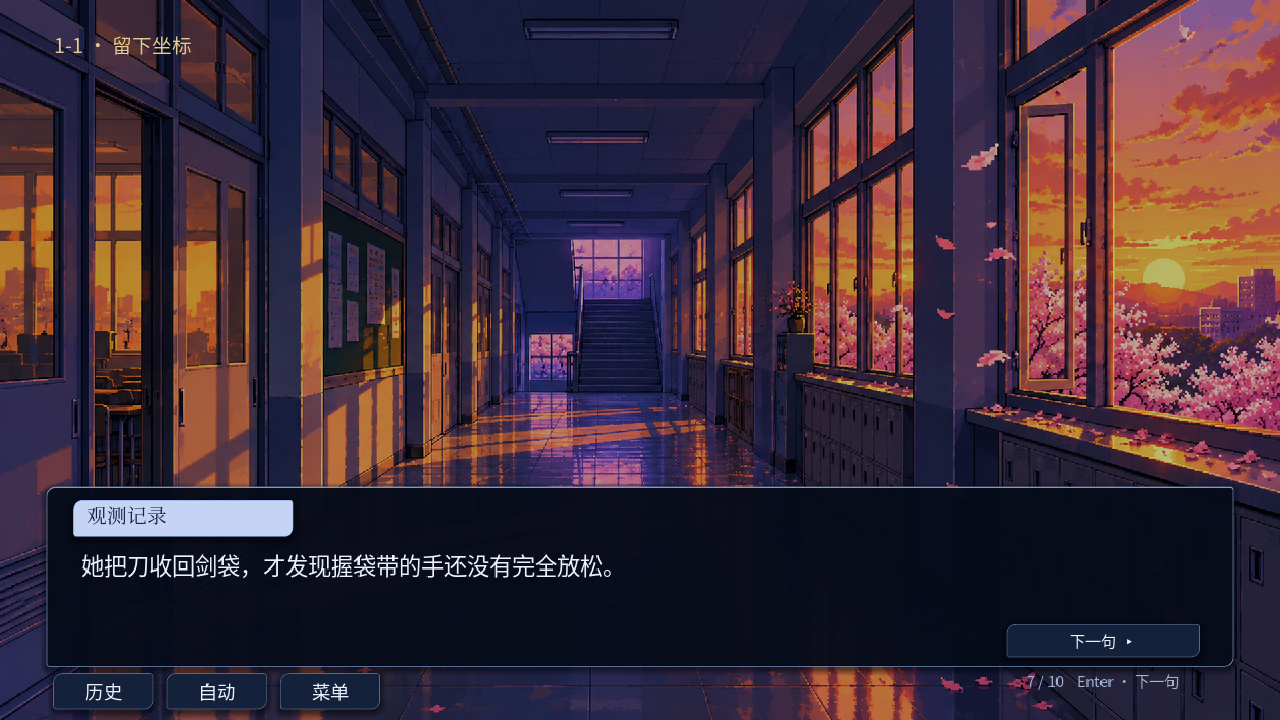 1-1 · 留下坐标
观测记录
她把刀收回剑袋，才发现握袋带的手还没有完全放松。
下一句 ▸
历史
自动
菜单
7 / 10 Enter · 下一句